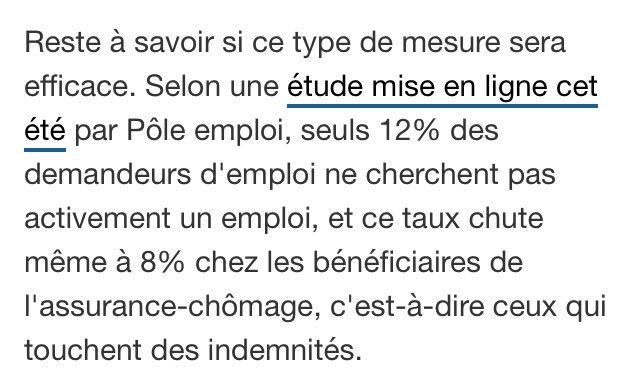 Reste à savoir si ce type de mesure sera
efficace. Selon une étude mise en ligne cet
été par Pôle emploi, seuls 12% des
demandeurs d'emploi ne cherchent pas
activement un emploi, et ce taux chute
même à 8% chez les bénéficiaires de
l'assurance-chômage, c'est-à-dire ceux qui
touchent des indemnités.